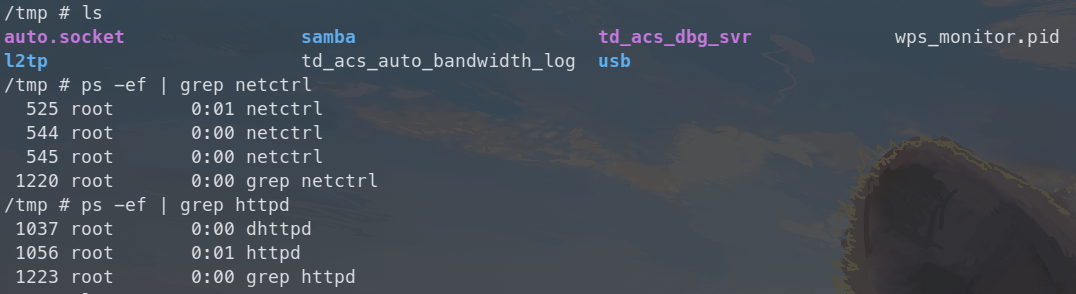 /tmp # ls
auto.socket samba td_acs_dbg_svr wps_monitor.pid
l2tp td_acs_auto_bandwidth_log usb
/tmp # ps -ef | grep netctrl
525 root 0:01 netctrl
544 root 0:00 netctrl
545 root 0:00 netctrl
1220 root 0:00 grep netctrl
/tmp # ps -ef | grep httpd
1037 root 0:00 dhttpd
1056 root 0:01 httpd
1223 root 0:00 grep httpd